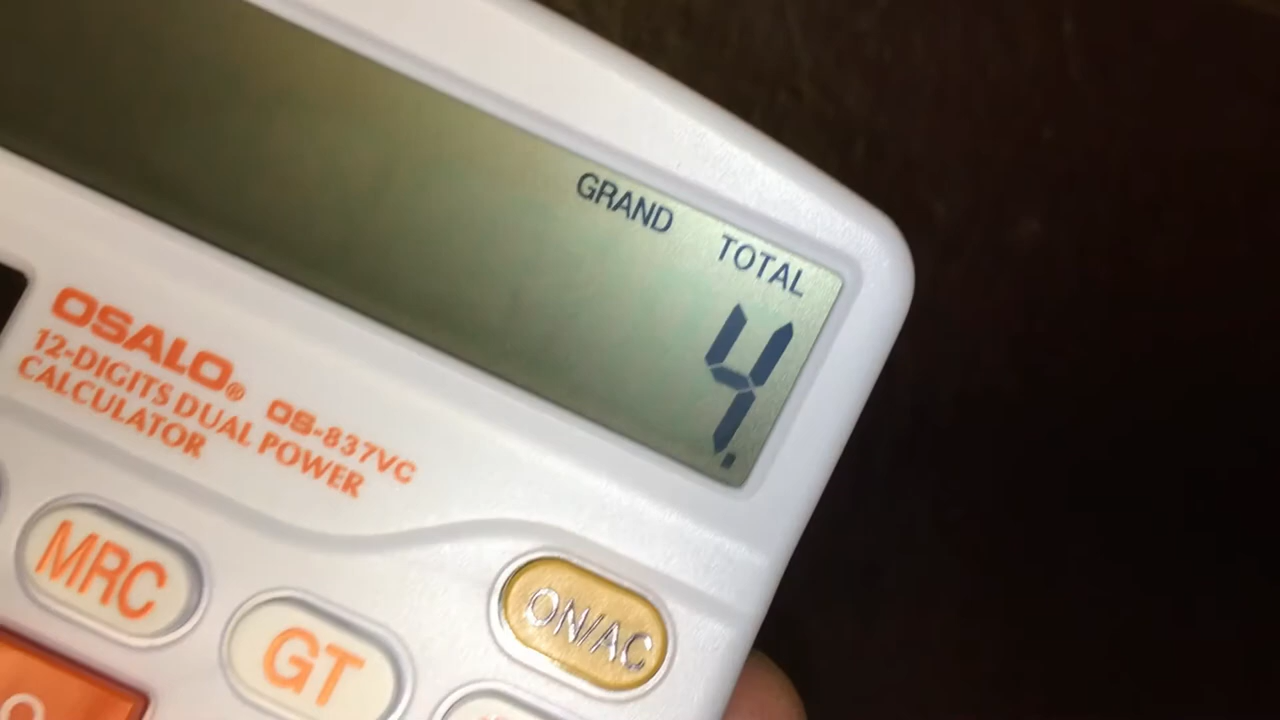 GRAND TOTAL
4.
OSALO®
12-DIGITS DUAL POWER
CALCULATOR OS-837VC
MRC
GT
ON/AC